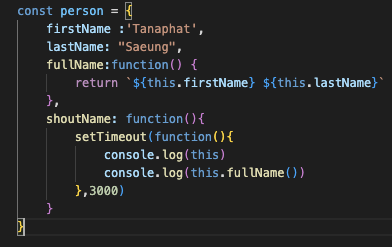 const person = {
    firstName :'Tanaphat',
    lastName: "Saeung",
    fullName:function() {
        return `${this.firstName} ${this.lastName}`
    },
    shoutName: function(){
        setTimeout(function(){
            console.log(this)
            console.log(this.fullName())
        },3000)
    }
}